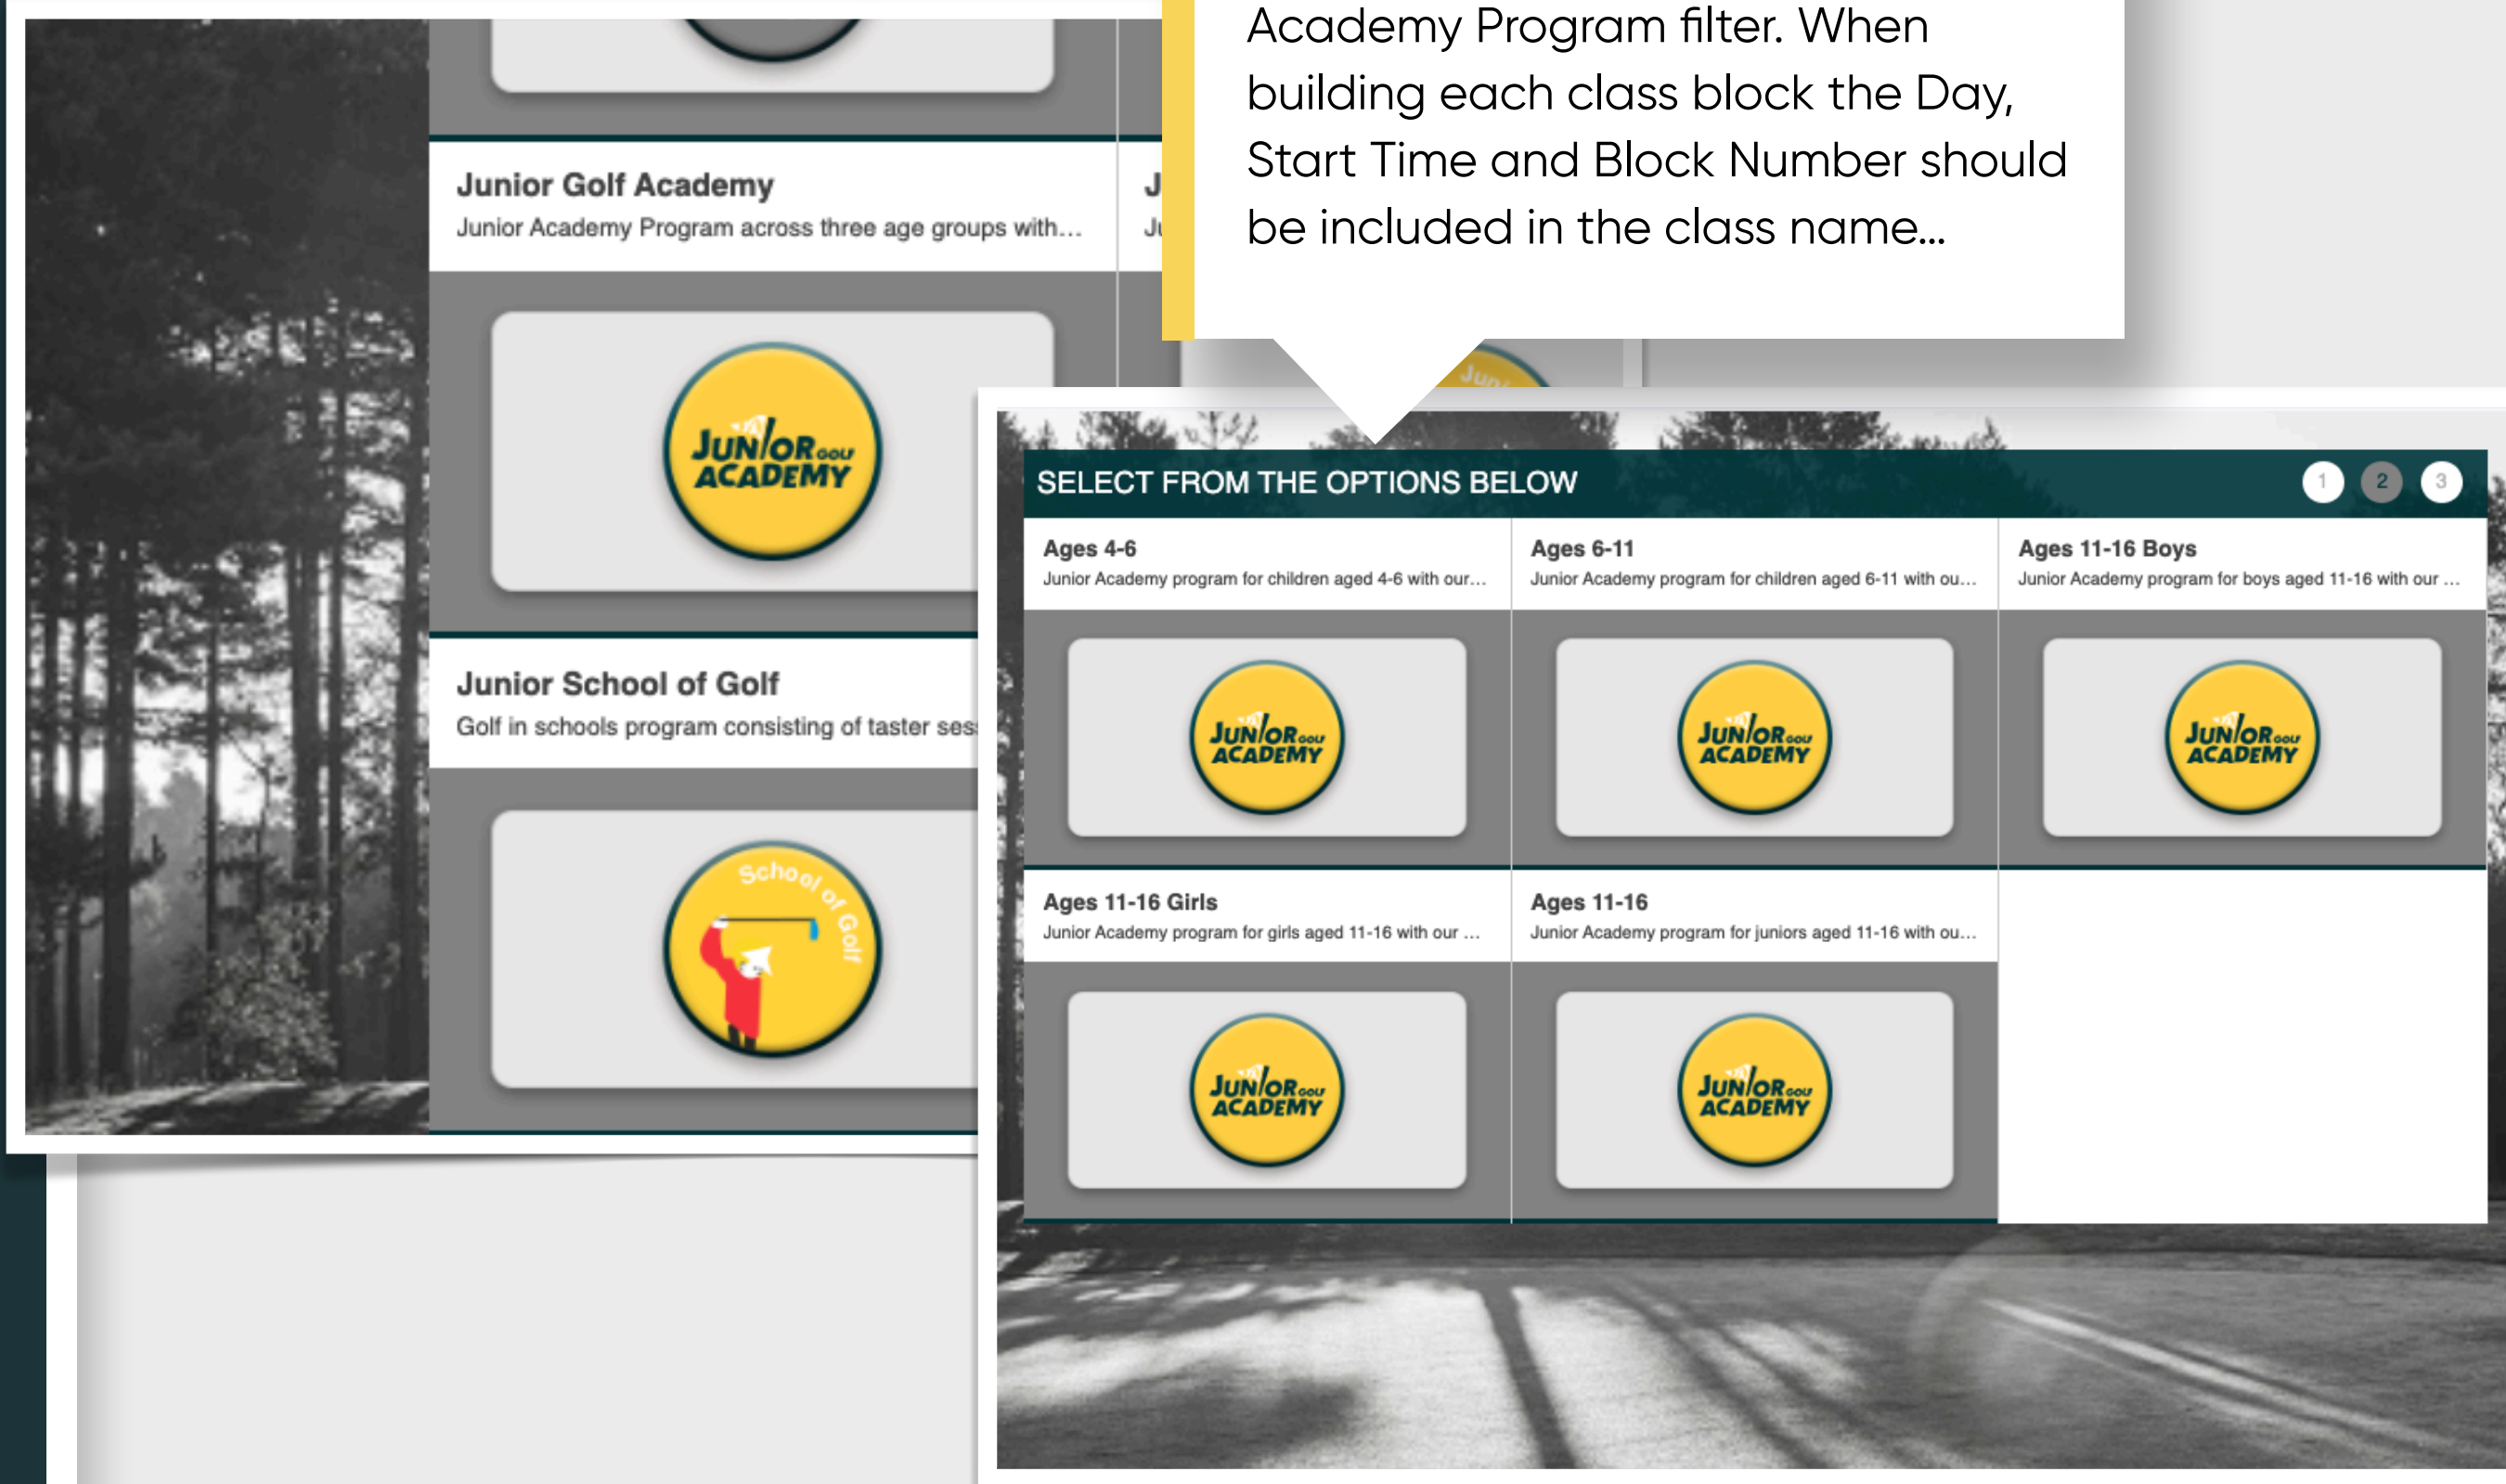 Academy Program filter. When
building each class block the Day,
Start Time and Block Number should
be included in the class name...
Junior Golf Academy
Junior Academy Program across three age groups with...
JUNIOR GOLF
ACADEMY
Junior School of Golf
Golf in schools program consisting of taster
School of Golf
SELECT FROM THE OPTIONS BELOW
1 2 3
Ages 4-6
Junior Academy program for children aged 4-6 with our...
JUNIOR GOLF
ACADEMY
Ages 6-11
Junior Academy program for children aged 6-11 with ou...
JUNIOR GOLF
ACADEMY
Ages 11-16 Boys
Junior Academy program for boys aged 11-16 with our ...
JUNIOR GOLF
ACADEMY
Ages 11-16 Girls
Junior Academy program for girls aged 11-16 with our ...
JUNIOR GOLF
ACADEMY
Ages 11-16
Junior Academy program for juniors aged 11-16 with ou...
JUNIOR GOLF
ACADEMY